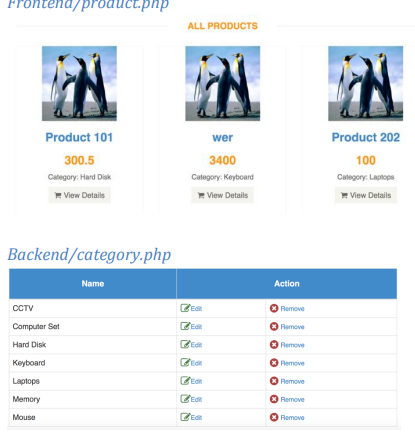 Frontend/product.php
ALL PRODUCTS
Product 101 wer Product 202
300.5 3400 100
Category: Hard Disk Category: Keyboard Category: Laptops
View Details View Details View Details
Backend/category.php
Name Action
CCTV Edit Remove
Computer Set Edit Remove
Hard Disk Edit Remove
Keyboard Edit Remove
Laptops Edit Remove
Memory Edit Remove
Mouse Edit Remove